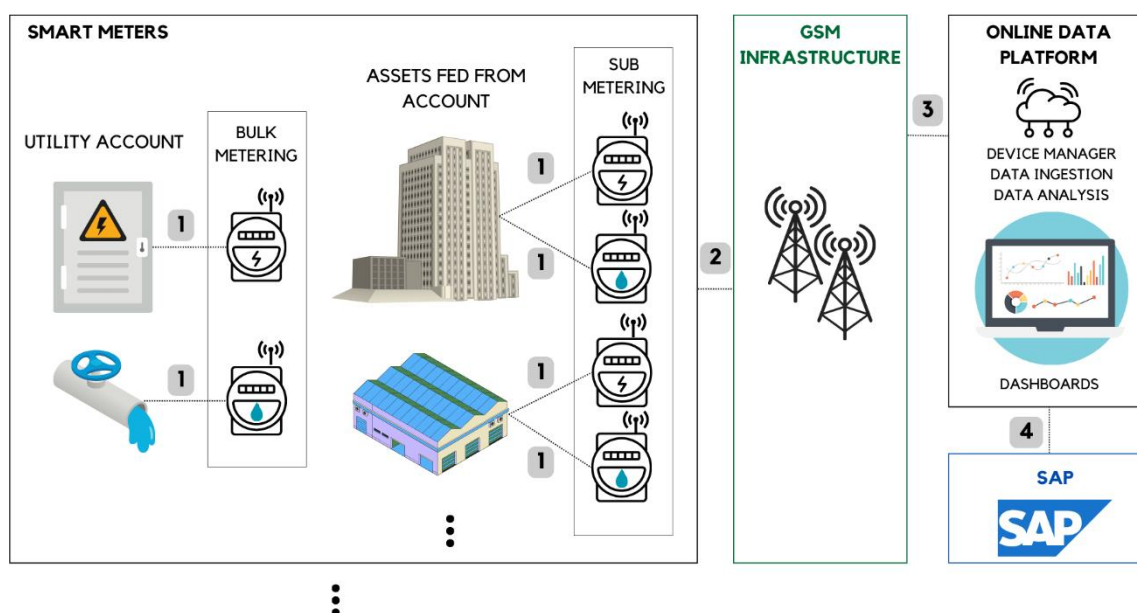 SMART METERS
UTILITY ACCOUNT
BULK
METERING
1
1
ASSETS FED FROM
ACCOUNT
SUB
METERING
1
1
1
1
2
GSM
INFRASTRUCTURE
3
ONLINE DATA
PLATFORM
DEVICE MANAGER
DATA INGESTION
DATA ANALYSIS
DASHBOARDS
4
SAP
SAP